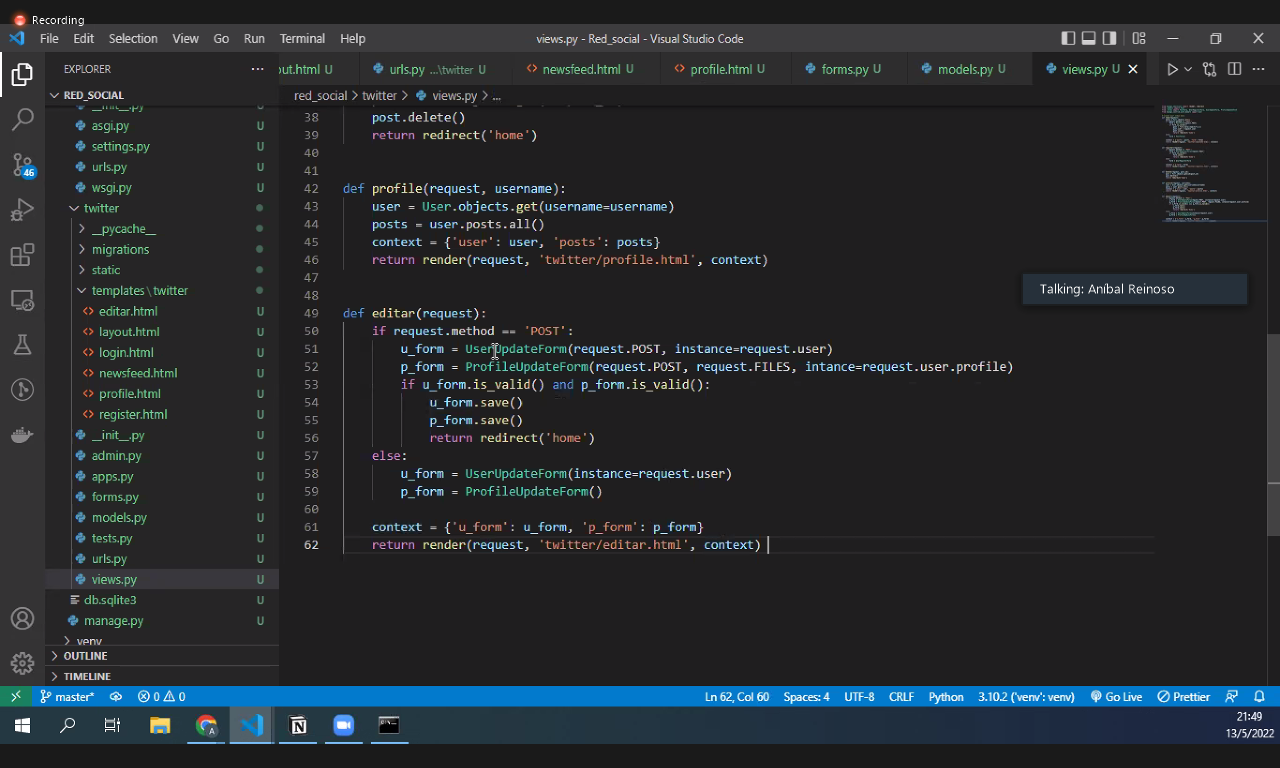 Recording
File Edit Selection View Go Run Terminal Help
views.py - Red_social - Visual Studio Code
EXPLORER
out.html U
urls.py ...\twitter U
newsfeed.html U
profile.html U
forms.py U
models.py U
views.py U
RED_SOCIAL
red_social > twitter > views.py > ...
__init__.py U
asgi.py U
settings.py U
urls.py U
wsgi.py U
twitter
__pycache__
migrations
static
templates\twitter
editar.html U
layout.html U
login.html U
newsfeed.html U
profile.html U
register.html U
__init__.py U
admin.py U
apps.py U
forms.py U
models.py U
tests.py U
urls.py U
views.py U
db.sqlite3 U
manage.py U
venv
OUTLINE
TIMELINE
46
38 post.delete()
39 return redirect('home')
40
41
42 def profile(request, username):
43 user = User.objects.get(username=username)
44 posts = user.posts.all()
45 context = {'user': user, 'posts': posts}
46 return render(request, 'twitter/profile.html', context)
47
48
49 def editar(request):
50 if request.method == 'POST':
51 u_form = UserUpdateForm(request.POST, instance=request.user)
52 p_form = ProfileUpdateForm(request.POST, request.FILES, intance=request.user.profile)
53 if u_form.is_valid() and p_form.is_valid():
54 u_form.save()
55 p_form.save()
56 return redirect('home')
57 else:
58 u_form = UserUpdateForm(instance=request.user)
59 p_form = ProfileUpdateForm()
60
61 context = {'u_form': u_form, 'p_form': p_form}
62 return render(request, 'twitter/editar.html', context)
Talking: Aníbal Reinoso
master* 0 0
Ln 62, Col 60 Spaces: 4 UTF-8 CRLF Python 3.10.2 ('venv': venv) Go Live Prettier
21:49
13/5/2022